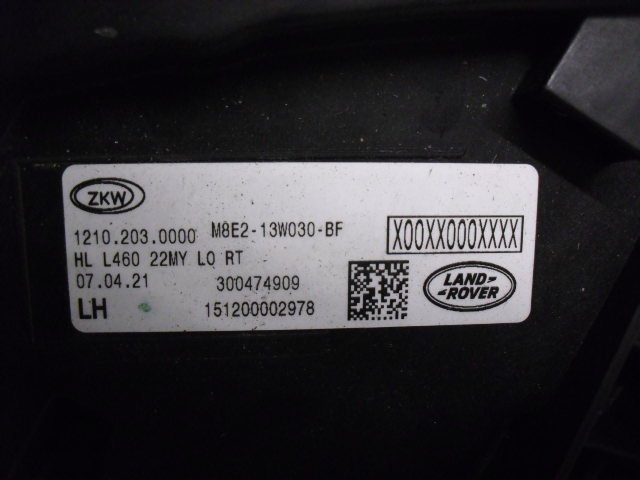 ZKW
1210.203.0000 M8E2-13W030-BF
X00XX000XXXX
HL L460 22MY LO RT
07.04.21 300474909
LAND-
-ROVER
LH 151200002978